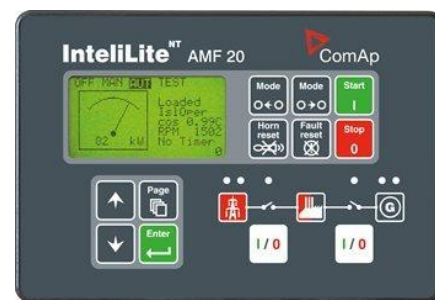 InteliLite NT AMF 20
ComAp
OFF MAN AUT TEST
Loaded
IslOper
cos 0.99C
RPM 1502
No Timer
0
82 kW
Mode
Mode
Start
I
Horn reset
Fault reset
Stop
0
Page
Enter
G
I / 0
I / 0